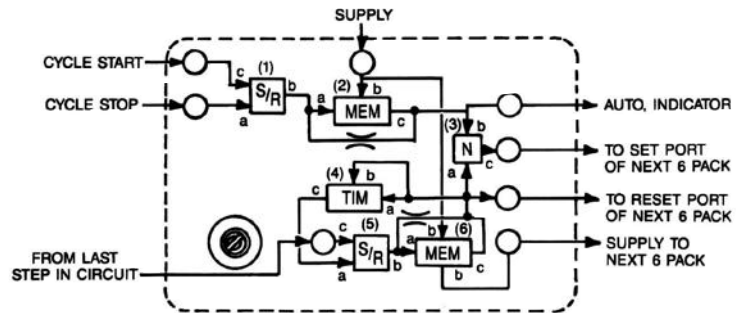 SUPPLY
CYCLE START
c
(1)
S/R
b
a
CYCLE STOP
(2)
b
a
MEM
c
(3)
b
N
c
a
AUTO, INDICATOR
TO SET PORT
OF NEXT 6 PACK
(4)
b
c
TIM
a
TO RESET PORT
OF NEXT 6 PACK
(5)
c
S/R
b
a
a
b
(6)
MEM
b
c
SUPPLY TO
NEXT 6 PACK
FROM LAST
STEP IN CIRCUIT